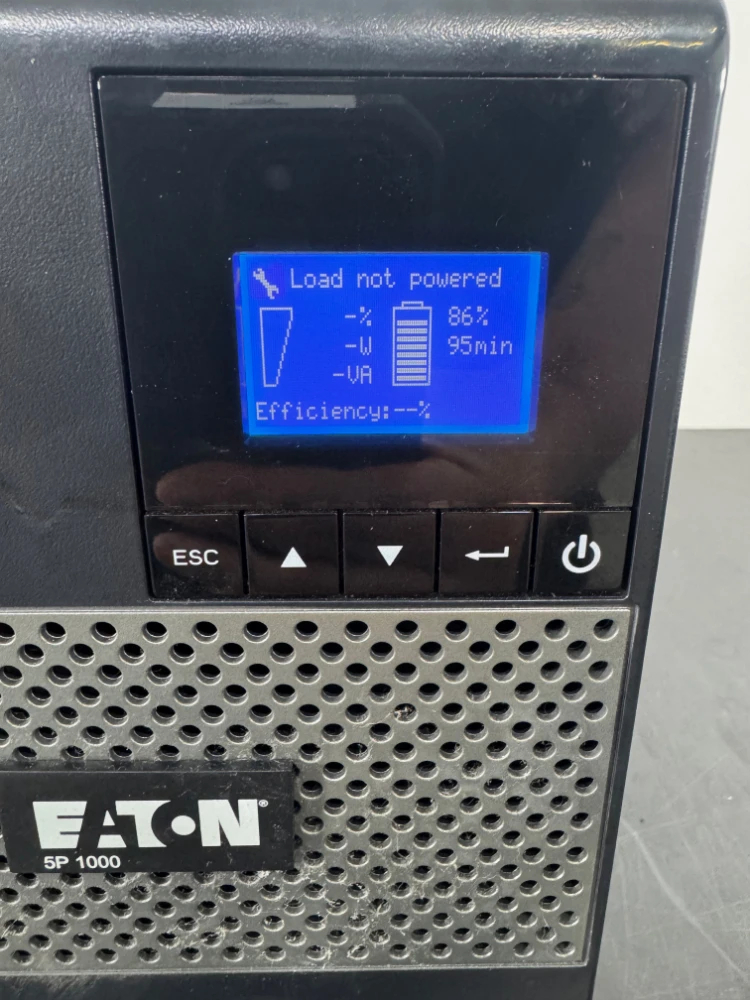 Load not powered
-% 86%
-W 95min
-VA
Efficiency:--%
ESC
EATON®
5P 1000